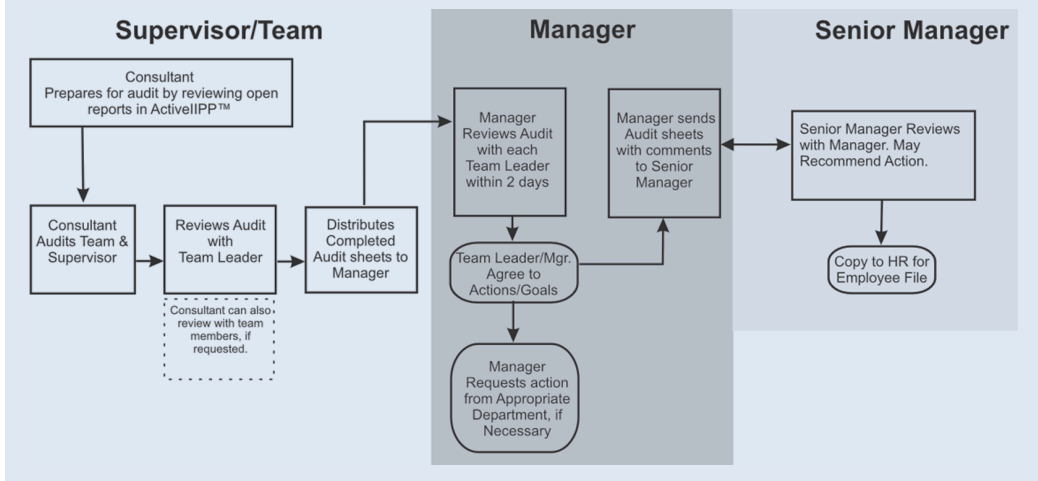 Supervisor/Team
Manager
Senior Manager
Consultant
Prepares for audit by reviewing open
reports in ActiveIIPP™
Consultant
Audits Team &
Supervisor
Reviews Audit
with
Team Leader
Consultant can also
review with team
members, if
requested.
Distributes
Completed
Audit sheets to
Manager
Manager
Reviews Audit
with each
Team Leader
within 2 days
Team Leader/Mgr.
Agree to
Actions/Goals
Manager
Requests action
from Appropriate
Department, if
Necessary
Manager sends
Audit sheets
with comments
to Senior
Manager
Senior Manager Reviews
with Manager. May
Recommend Action.
Copy to HR for
Employee File